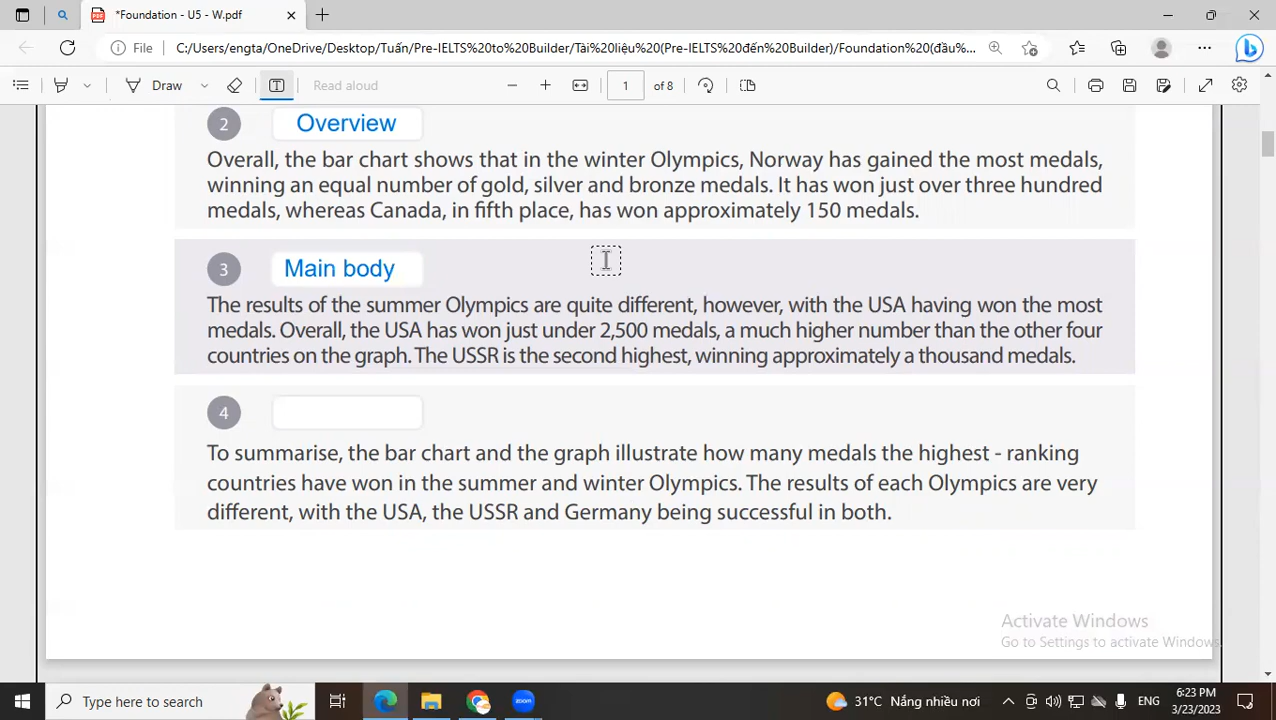 *Foundation - U5 - W.pdf
File
C:/Users/engta/OneDrive/Desktop/Tuấn/Pre-IELTS%20to%20Builder/Tài%20liệu%20(Pre-IELTS%20đến%20Builder)/Foundation%20(đầu%...
Draw
Read aloud
1 of 8
2 Overview
Overall, the bar chart shows that in the winter Olympics, Norway has gained the most medals,
winning an equal number of gold, silver and bronze medals. It has won just over three hundred
medals, whereas Canada, in fifth place, has won approximately 150 medals.
3 Main body
The results of the summer Olympics are quite different, however, with the USA having won the most
medals. Overall, the USA has won just under 2,500 medals, a much higher number than the other four
countries on the graph. The USSR is the second highest, winning approximately a thousand medals.
4
To summarise, the bar chart and the graph illustrate how many medals the highest - ranking
countries have won in the summer and winter Olympics. The results of each Olympics are very
different, with the USA, the USSR and Germany being successful in both.
Activate Windows
Go to Settings to activate Windows.
Type here to search
zoom
31°C Nắng nhiều nơi
ENG
6:23 PM
3/23/2023